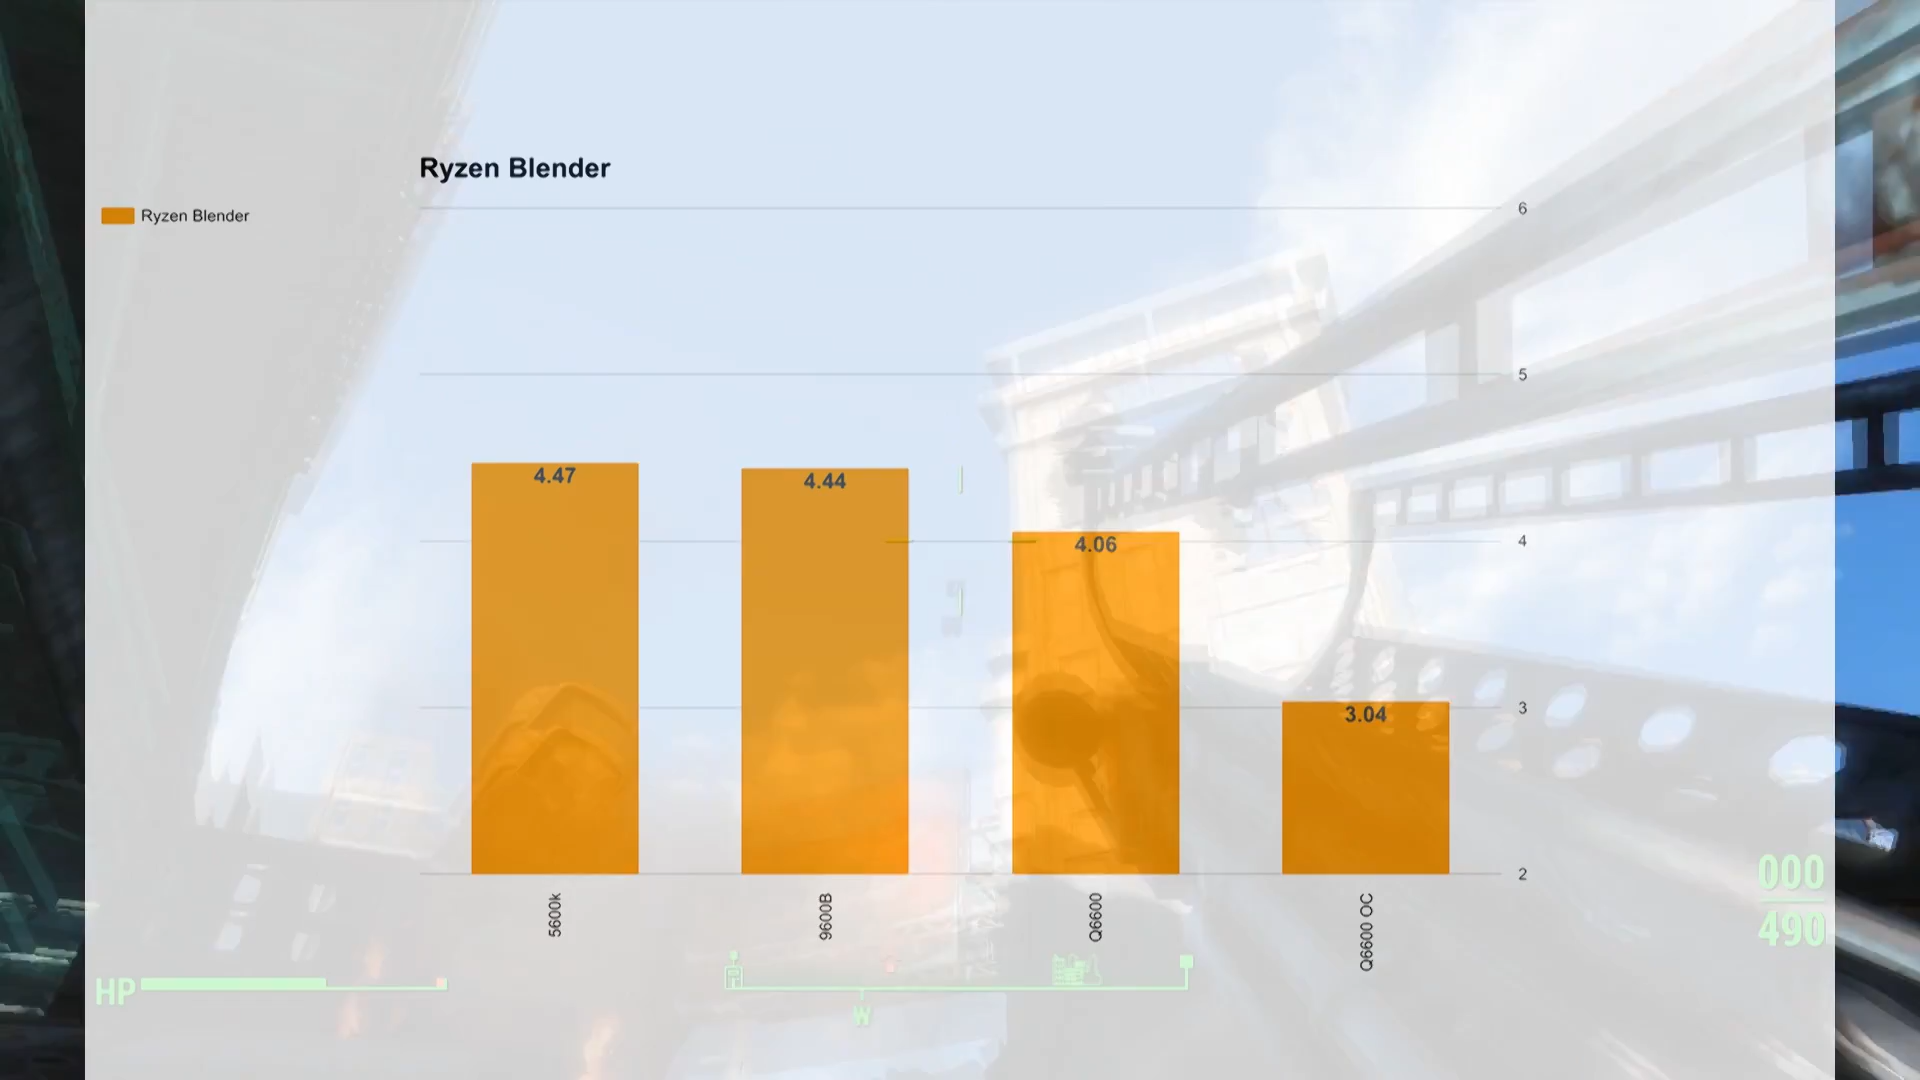 Ryzen Blender
Ryzen Blender
6
5
4
3
2
4.47
4.44
4.06
3.04
5600k
9600B
Q6600
Q6600 OC
HP
W
000
490